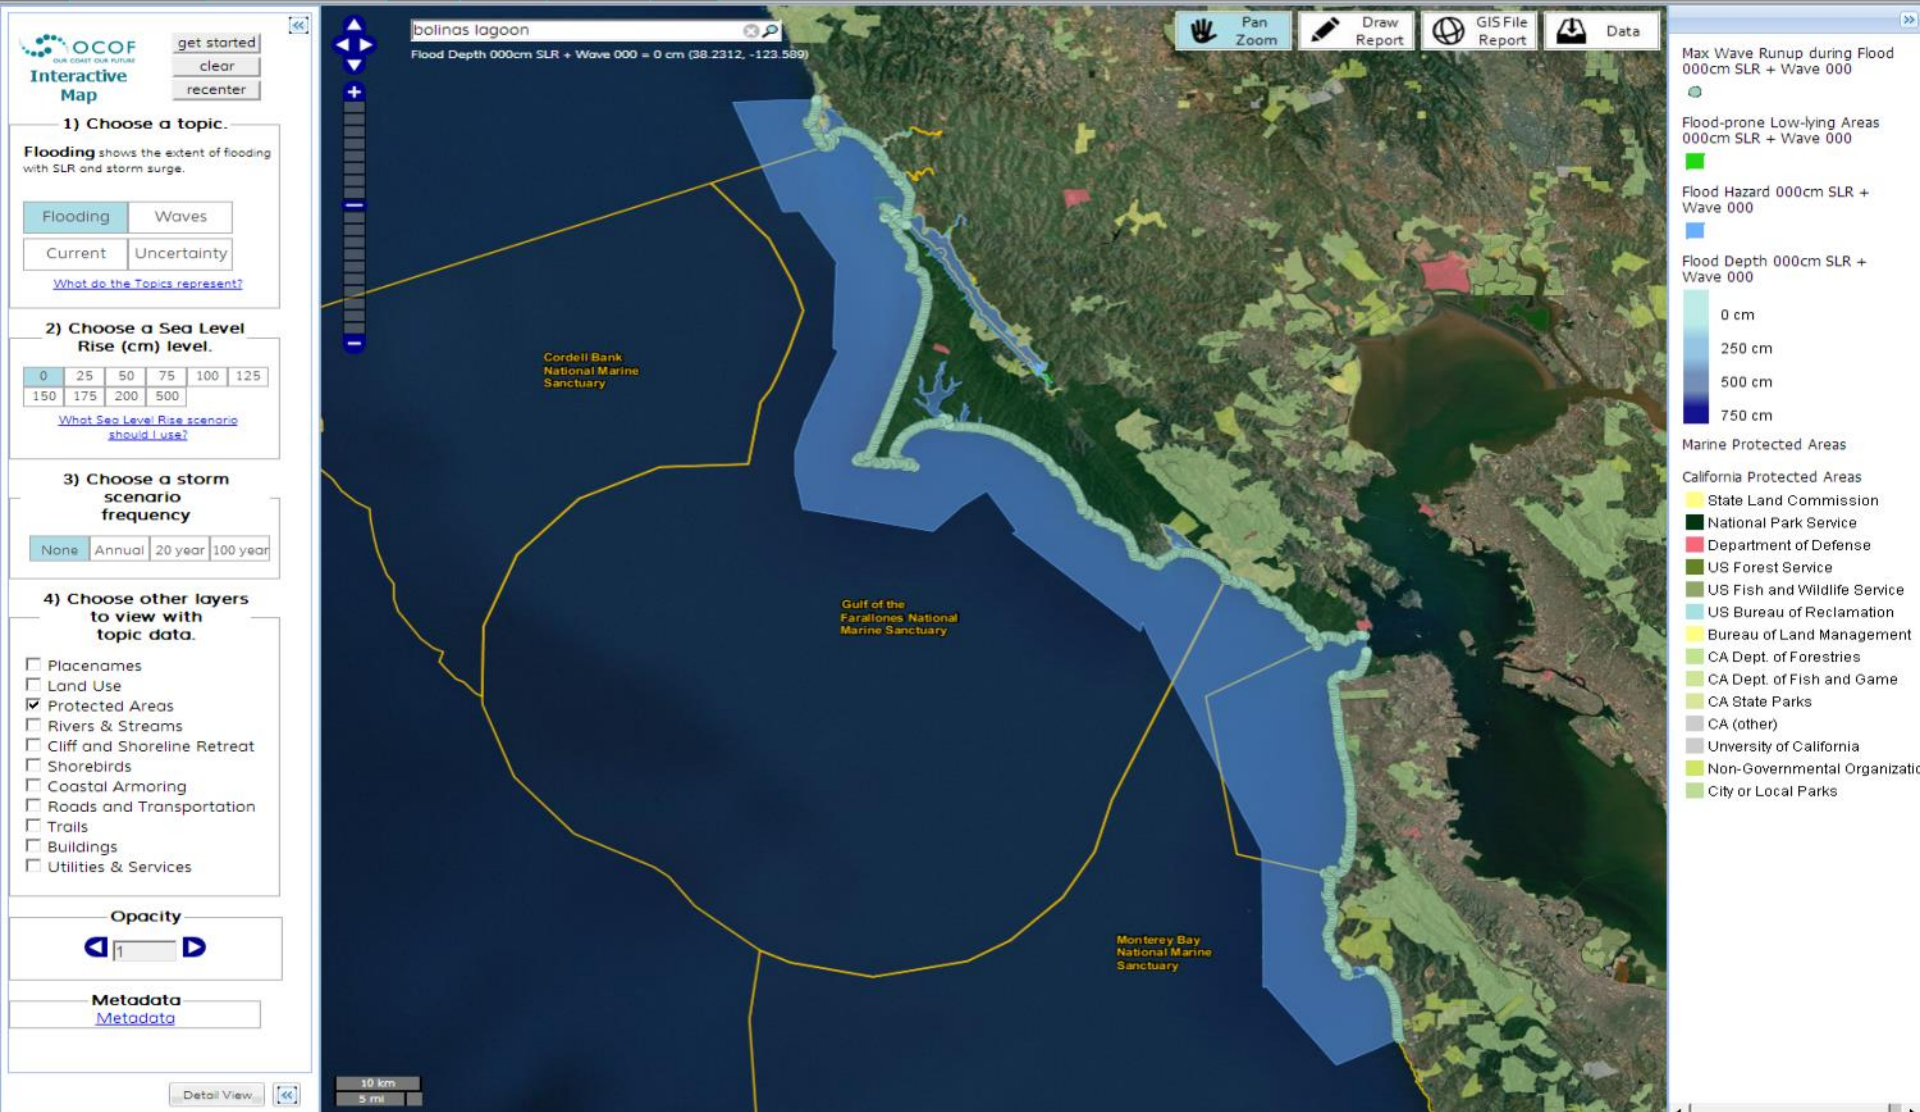 OCOF
OUR COAST OUR FUTURE
Interactive
Map
get started
clear
recenter
1) Choose a topic.
Flooding shows the extent of flooding
with SLR and storm surge.
Flooding
Waves
Current
Uncertainty
What do the Topics represent?
2) Choose a Sea Level
Rise (cm) level.
0 25 50 75 100 125
150 175 200 500
What Sea Level Rise scenario
should I use?
3) Choose a storm
scenario
frequency
None Annual 20 year 100 year
4) Choose other layers
to view with
topic data.
Placenames
Land Use
Protected Areas
Rivers & Streams
Cliff and Shoreline Retreat
Shorebirds
Coastal Armoring
Roads and Transportation
Trails
Buildings
Utilities & Services
Opacity
1
Metadata
Metadata
Detail View
bolinas lagoon
Flood Depth 000cm SLR + Wave 000 = 0 cm (38.2312, -123.589)
Pan
Zoom
Draw
Report
GIS File
Report
Data
Cordell Bank
National Marine
Sanctuary
Gulf of the
Farallones National
Marine Sanctuary
Monterey Bay
National Marine
Sanctuary
10 km
5 mi
Max Wave Runup during Flood
000cm SLR + Wave 000
Flood-prone Low-lying Areas
000cm SLR + Wave 000
Flood Hazard 000cm SLR +
Wave 000
Flood Depth 000cm SLR +
Wave 000
0 cm
250 cm
500 cm
750 cm
Marine Protected Areas
California Protected Areas
State Land Commission
National Park Service
Department of Defense
US Forest Service
US Fish and Wildlife Service
US Bureau of Reclamation
Bureau of Land Management
CA Dept. of Forestries
CA Dept. of Fish and Game
CA State Parks
CA (other)
Unversity of California
Non-Governmental Organizatio
City or Local Parks